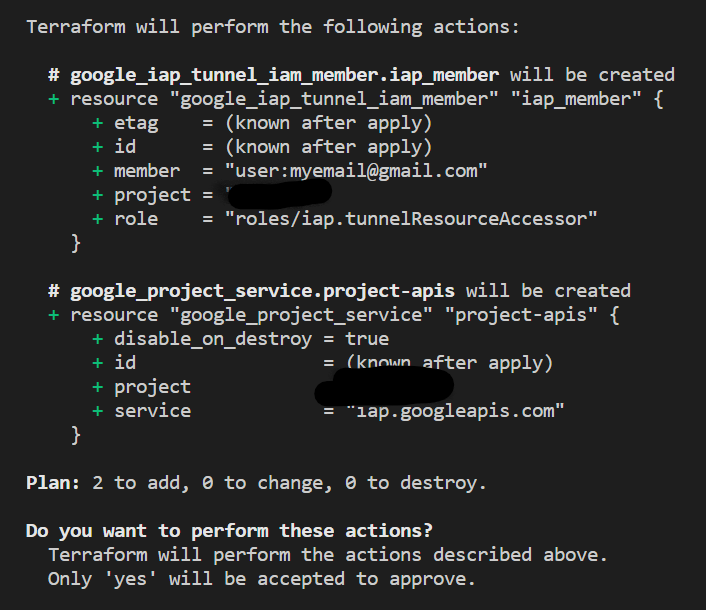 Terraform will perform the following actions:
# google_iap_tunnel_iam_member.iap_member will be created
+ resource "google_iap_tunnel_iam_member" "iap_member" {
+ etag = (known after apply)
+ id = (known after apply)
+ member = "user:myemail@gmail.com"
+ project = "
+ role = "roles/iap.tunnelResourceAccessor"
}
# google_project_service.project-apis will be created
+ resource "google_project_service" "project-apis" {
+ disable_on_destroy = true
+ id = (known after apply)
+ project
+ service = "iap.googleapis.com"
}
Plan: 2 to add, 0 to change, 0 to destroy.
Do you want to perform these actions?
Terraform will perform the actions described above.
Only 'yes' will be accepted to approve.